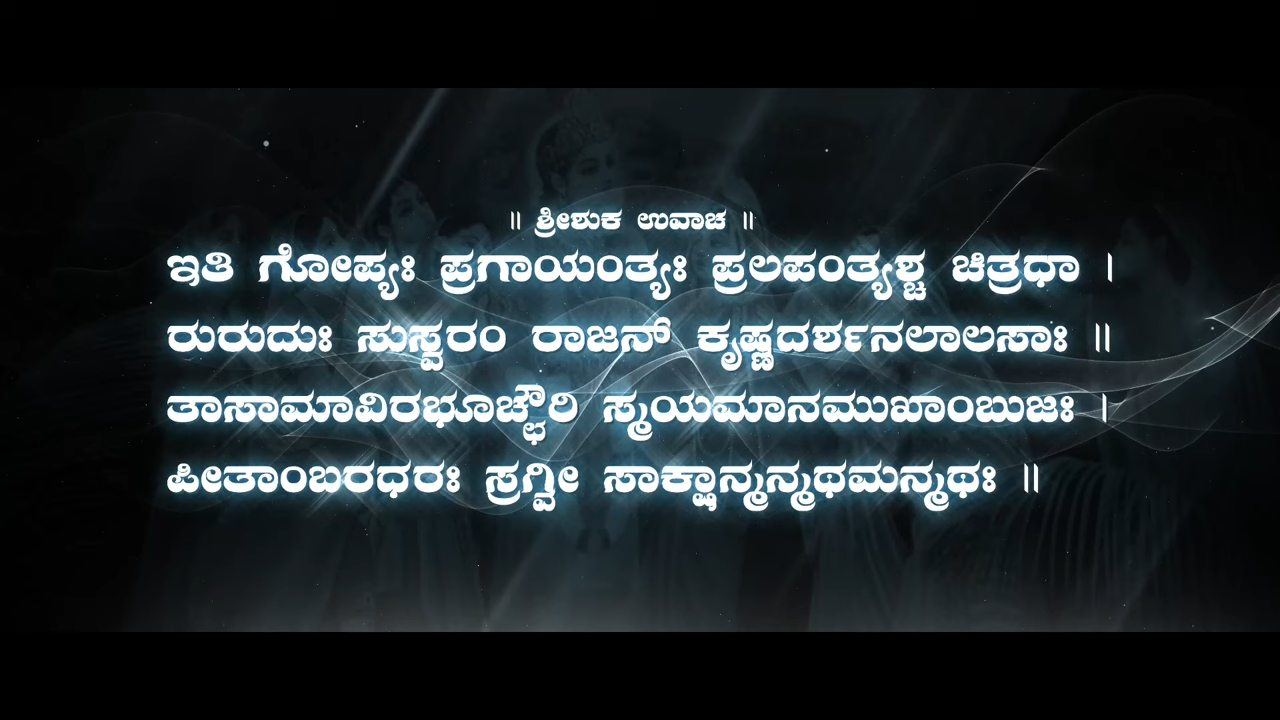 ॥ ಶ್ರೀಶುಕ ಉವಾಚ ॥
ಇತಿ ಗೋಪ್ಯಃ ಪ್ರಗಾಯಂತ್ಯಃ ಪ್ರಲಪಂತ್ಯಶ್ಚ ಚಿತ್ರಧಾ ।
ರುರುದುಃ ಸುಸ್ವರಂ ರಾಜನ್ ಕೃಷ್ಣದರ್ಶನಲಾಲಸಾಃ ॥
ತಾಸಾಮಾವಿರಭೂಚ್ಛೌರಿ ಸ್ಮಯಮಾನಮುಖಾಂಬುಜಃ ।
ಪೀತಾಂಬರಧರಃ ಸ್ರಗ್ವೀ ಸಾಕ್ಷಾನ್ಮನ್ಮಥಮನ್ಮಥಃ ॥